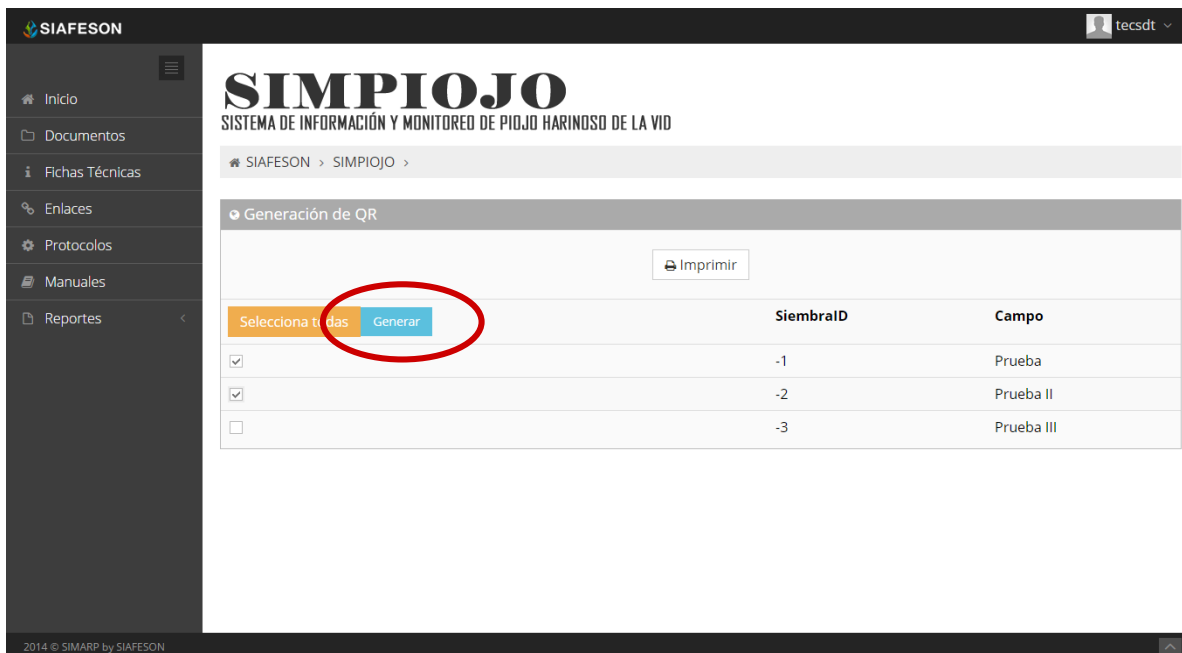 SIAFESON
tecsdt
Inicio
Documentos
Fichas Técnicas
Enlaces
Protocolos
Manuales
Reportes
SIMPIOJO
SISTEMA DE INFORMACIÓN Y MONITOREO DE PIOJO HARINOSO DE LA VID
SIAFESON > SIMPIOJO >
Generación de QR
Imprimir
Selecciona todas Generar SiembraID Campo
-1 Prueba
-2 Prueba II
-3 Prueba III
2014 © SIMARP by SIAFESON